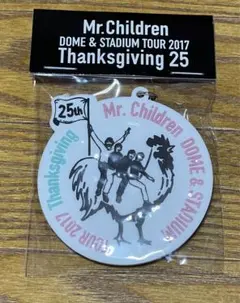 Mr.Children
DOME & STADIUM TOUR 2017
Thanksgiving 25
25th
Mr. Children DOME & STADIUM
TOUR 2017 Thanksgiving